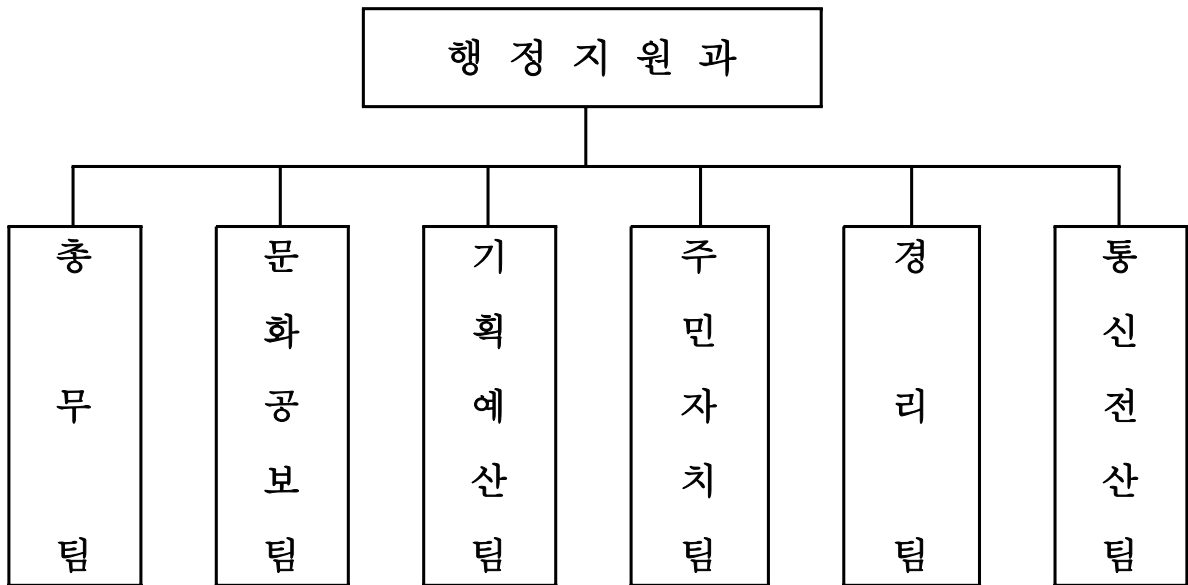 행 정 지 원 과
총무팀
문화공보팀
기획예산팀
주민자치팀
경리팀
통신전산팀